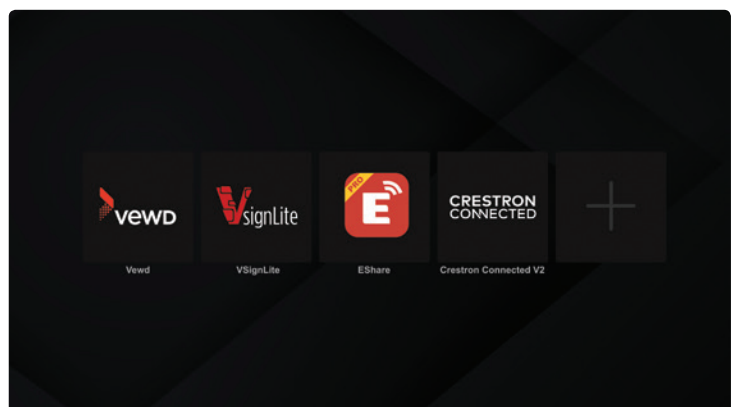 vewd
VsignLite
PRO
E
CRESTRON
CONNECTED
Vewd
VSignLite
EShare
Crestron Connected V2